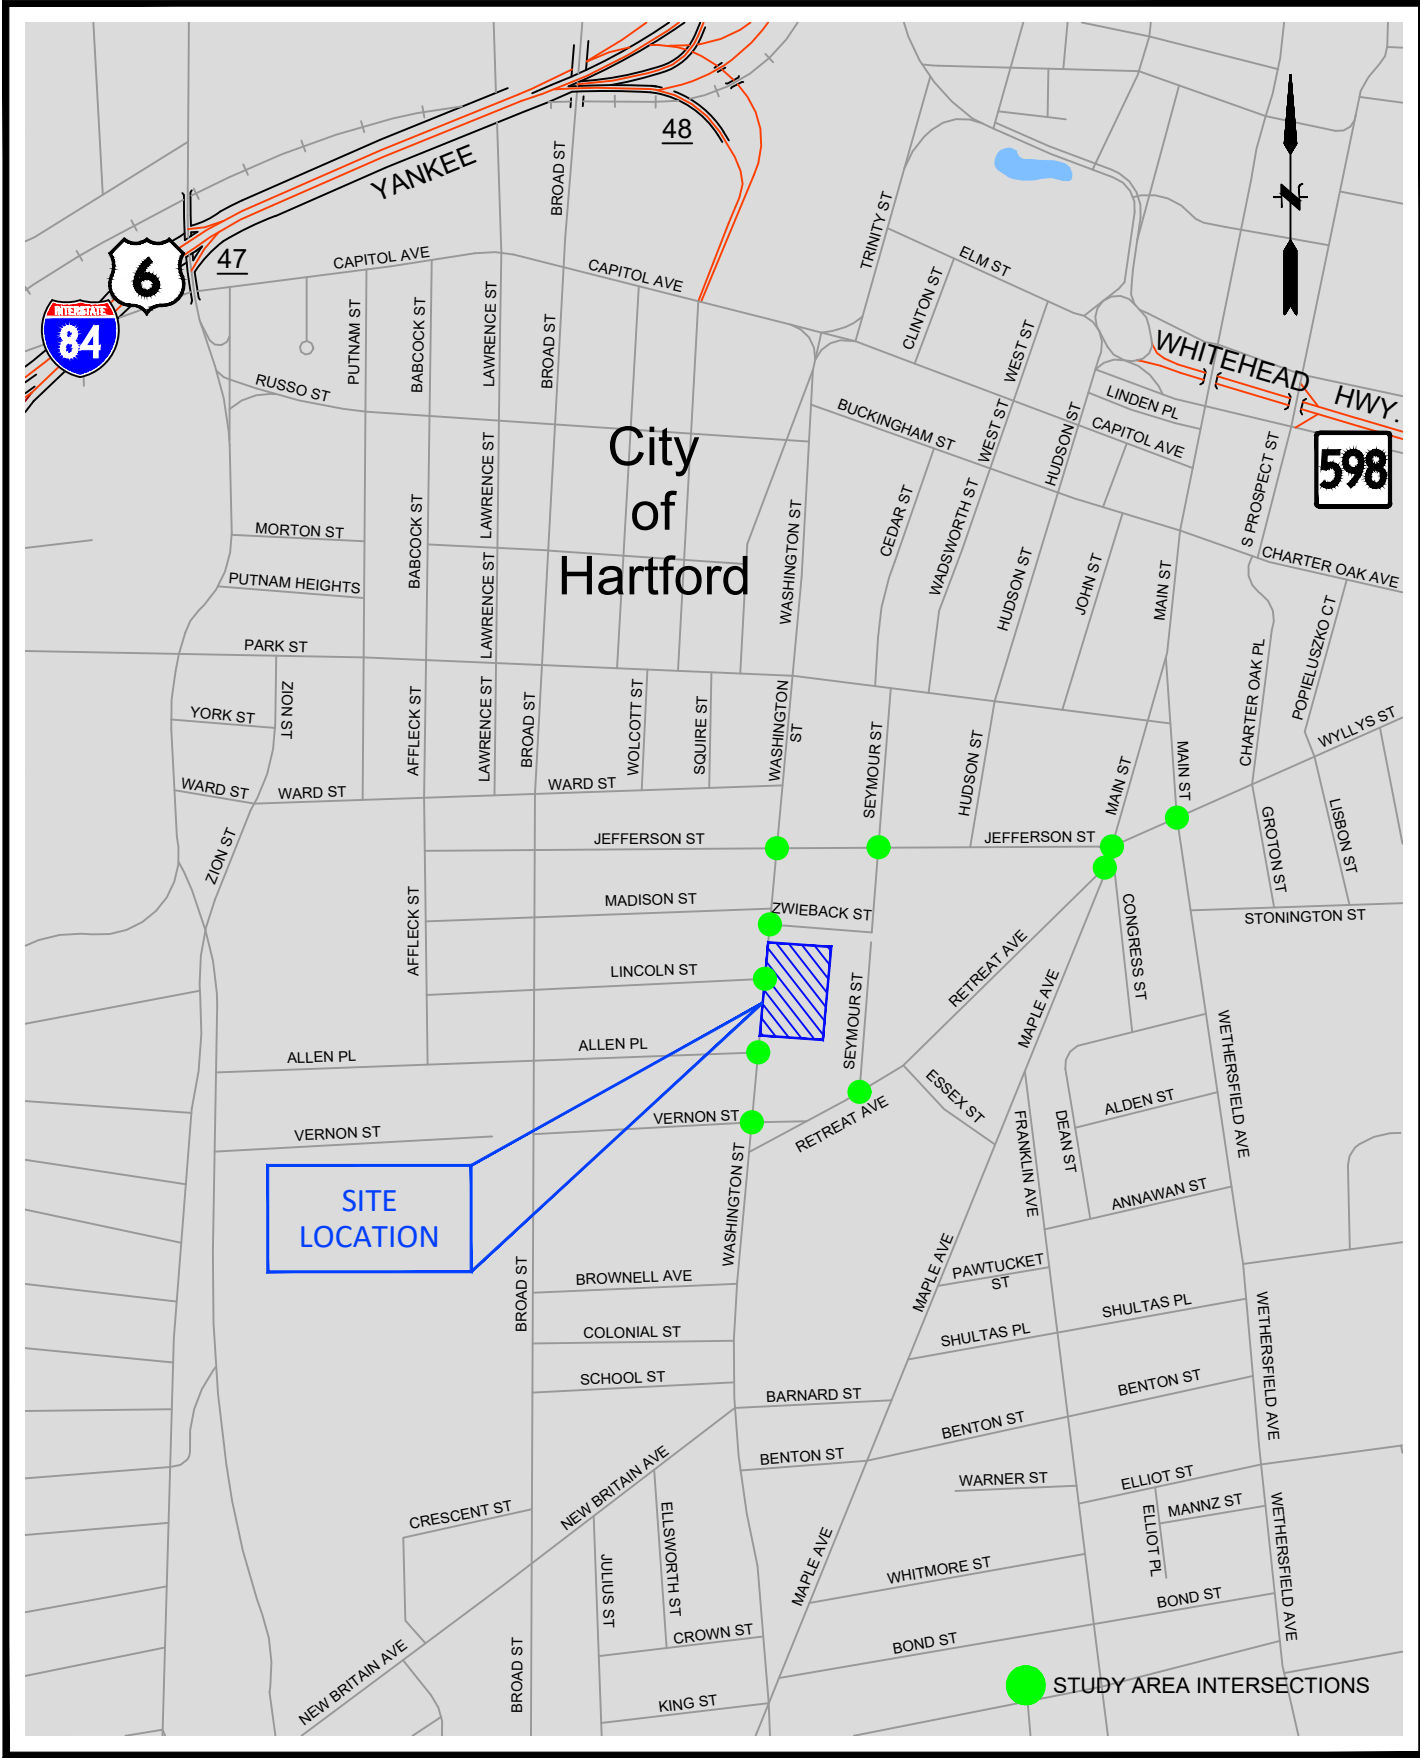 48
YANKEE
BROAD ST
TRINITY ST
6
47
CAPITOL AVE
CAPITOL AVE
ELM ST
N
INTERSTATE
84
PUTNAM ST
BABCOCK ST
LAWRENCE ST
BROAD ST
CLINTON ST
WEST ST
WHITEHEAD
HWY.
RUSSO ST
BUCKINGHAM ST
WEST ST
HUDSON ST
LINDEN PL
CAPITOL AVE
S PROSPECT ST
598
City
of
Hartford
LAWRENCE ST
MORTON ST
BABCOCK ST
WASHINGTON ST
CEDAR ST
WADSWORTH ST
HUDSON ST
JOHN ST
MAIN ST
CHARTER OAK AVE
PUTNAM HEIGHTS
LAWRENCE ST
PARK ST
CHARTER OAK PL
POPIELUSZKO CT
ZION ST
YORK ST
AFFLECK ST
LAWRENCE ST
BROAD ST
WOLCOTT ST
SQUIRE ST
WASHINGTON
ST
SEYMOUR ST
HUDSON ST
MAIN ST
MAIN ST
WYLLYS ST
WARD ST
WARD ST
WARD ST
ZION ST
JEFFERSON ST
JEFFERSON ST
GROTON ST
LISBON ST
AFFLECK ST
MADISON ST
ZWIEBACK ST
CONGRESS ST
STONINGTON ST
LINCOLN ST
SEYMOUR ST
RETREAT AVE
MAPLE AVE
WETHERSFIELD AVE
ALLEN PL
ALLEN PL
ESSEX ST
FRANKLIN AVE
DEAN ST
ALDEN ST
VERNON ST
VERNON ST
RETREAT AVE
WASHINGTON ST
SITE
LOCATION
ANNAWAN ST
BROAD ST
BROWNELL AVE
MAPLE AVE
PAWTUCKET
ST
COLONIAL ST
SHULTAS PL
SHULTAS PL
WETHERSFIELD AVE
SCHOOL ST
BARNARD ST
BENTON ST
BENTON ST
BENTON ST
NEW BRITAIN AVE
WARNER ST
ELLIOT ST
MANNZ ST
ELLIOT PL
CRESCENT ST
ELLSWORTH ST
JULIUS ST
MAPLE AVE
WHITMORE ST
WETHERSFIELD AVE
BOND ST
CROWN ST
BOND ST
NEW BRITAIN AVE
BROAD ST
KING ST
STUDY AREA INTERSECTIONS